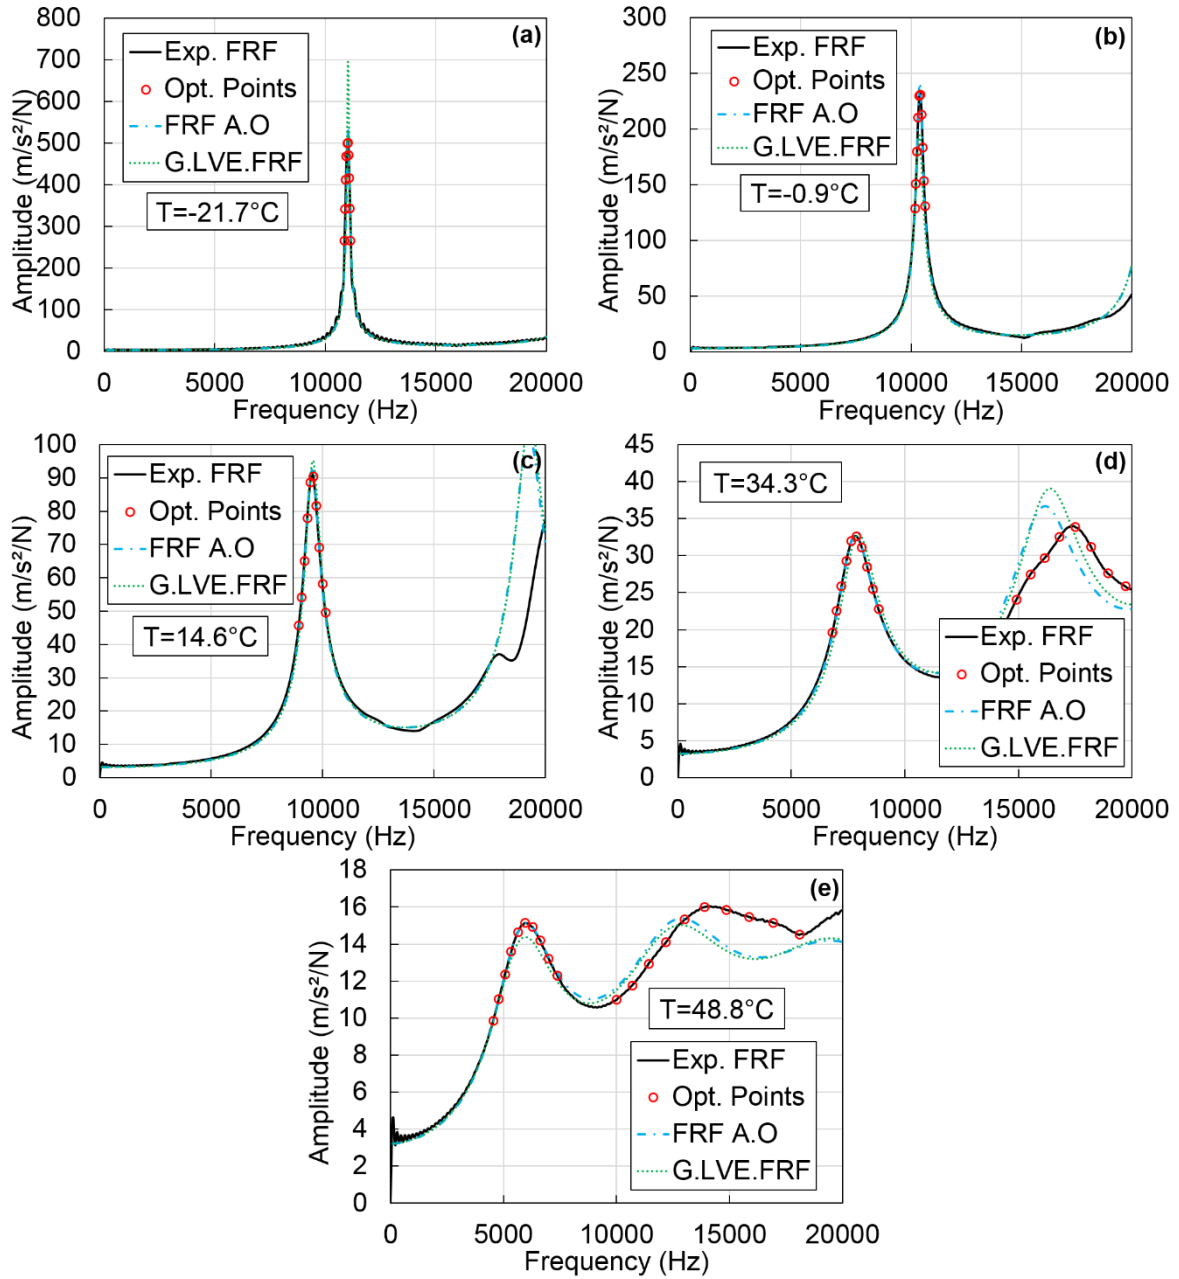 (a)
Exp. FRF
Opt. Points
FRF A.O
G.LVE.FRF
T=-21.7°C
Amplitude (m/s²/N)
800
700
600
500
400
300
200
100
0
0 5000 10000 15000 20000
Frequency (Hz)
(b)
Exp. FRF
Opt. Points
FRF A.O
G.LVE.FRF
T=-0.9°C
Amplitude (m/s²/N)
300
250
200
150
100
50
0
0 5000 10000 15000 20000
Frequency (Hz)
(c)
Exp. FRF
Opt. Points
FRF A.O
G.LVE.FRF
T=14.6°C
Amplitude (m/s²/N)
100
90
80
70
60
50
40
30
20
10
0
0 5000 10000 15000 20000
Frequency (Hz)
(d)
T=34.3°C
Exp. FRF
Opt. Points
FRF A.O
G.LVE.FRF
Amplitude (m/s²/N)
45
40
35
30
25
20
15
10
5
0
0 5000 10000 15000 20000
Frequency (Hz)
(e)
T=48.8°C
Exp. FRF
Opt. Points
FRF A.O
G.LVE.FRF
Amplitude (m/s²/N)
18
16
14
12
10
8
6
4
2
0
0 5000 10000 15000 20000
Frequency (Hz)